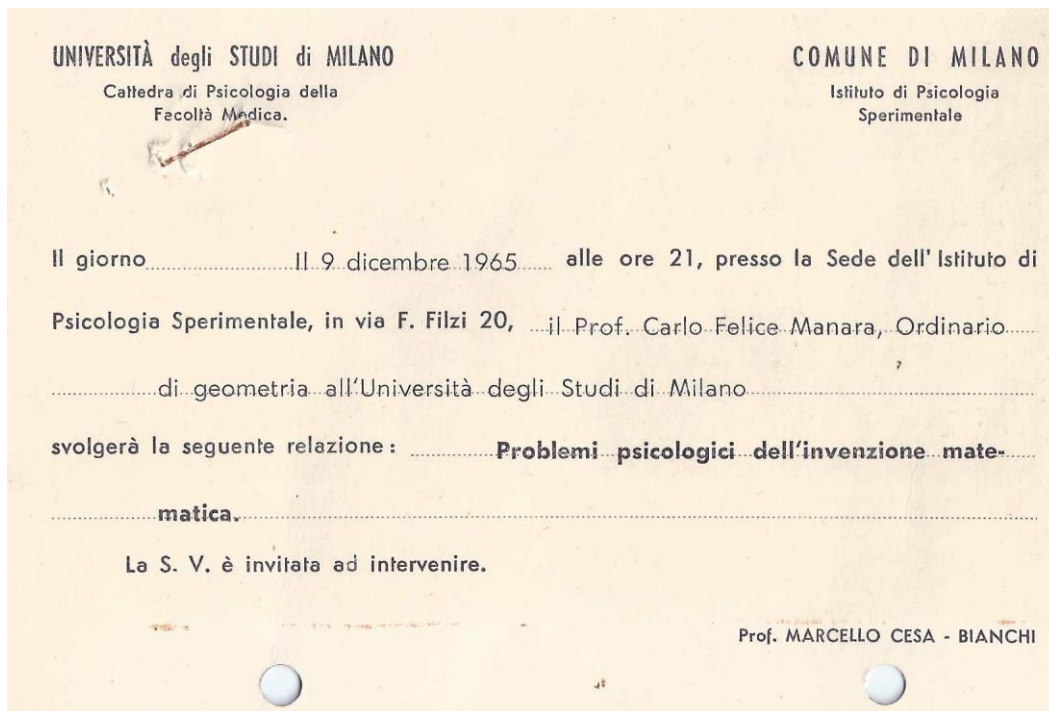 UNIVERSITÀ degli STUDI di MILANO
Cattedra di Psicologia della
Facoltà Medica.
COMUNE DI MILANO
Istituto di Psicologia
Sperimentale
Il giorno Il 9 dicembre 1965 alle ore 21, presso la Sede dell'Istituto di
Psicologia Sperimentale, in via F. Filzi 20, il Prof. Carlo Felice Manara, Ordinario
di geometria all'Università degli Studi di Milano
svolgerà la seguente relazione : Problemi psicologici dell'invenzione mate-
matica.
La S. V. è invitata ad intervenire.
Prof. MARCELLO CESA - BIANCHI